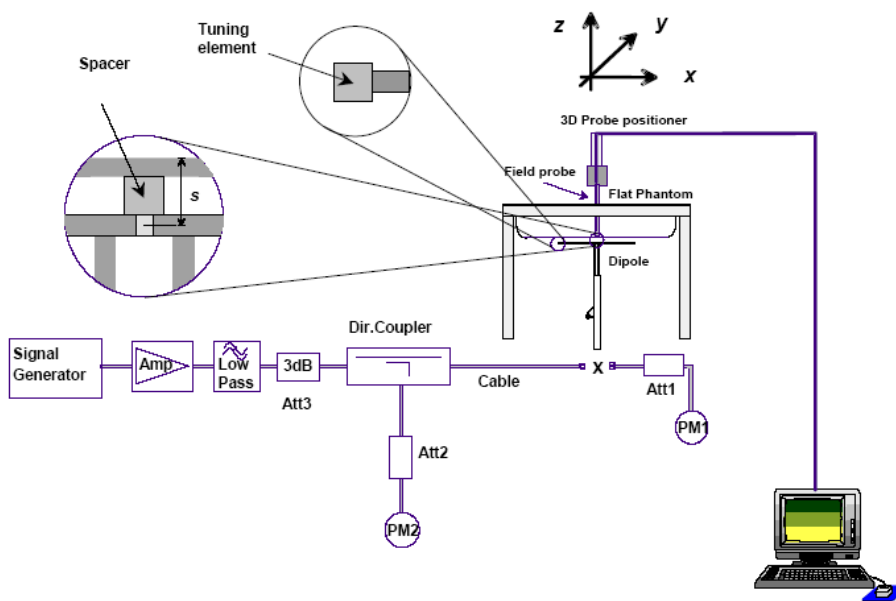 Tuning
element
Spacer
s
z
y
x
3D Probe positioner
Field probe
Flat Phantom
Dipole
Dir.Coupler
Signal
Generator
Amp
Low
Pass
3dB
Att3
Cable
X
Att1
PM1
Att2
PM2